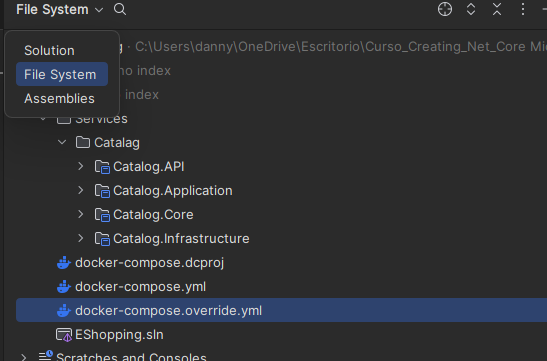 File System
Solution
File System
Assemblies
g · C:\Users\danny\OneDrive\Escritorio\Curso_Creating_Net_Core Mi
no index
index
Services
Catalag
Catalog.API
Catalog.Application
Catalog.Core
Catalog.Infrastructure
docker-compose.dcproj
docker-compose.yml
docker-compose.override.yml
EShopping.sln
Scratches and Consoles